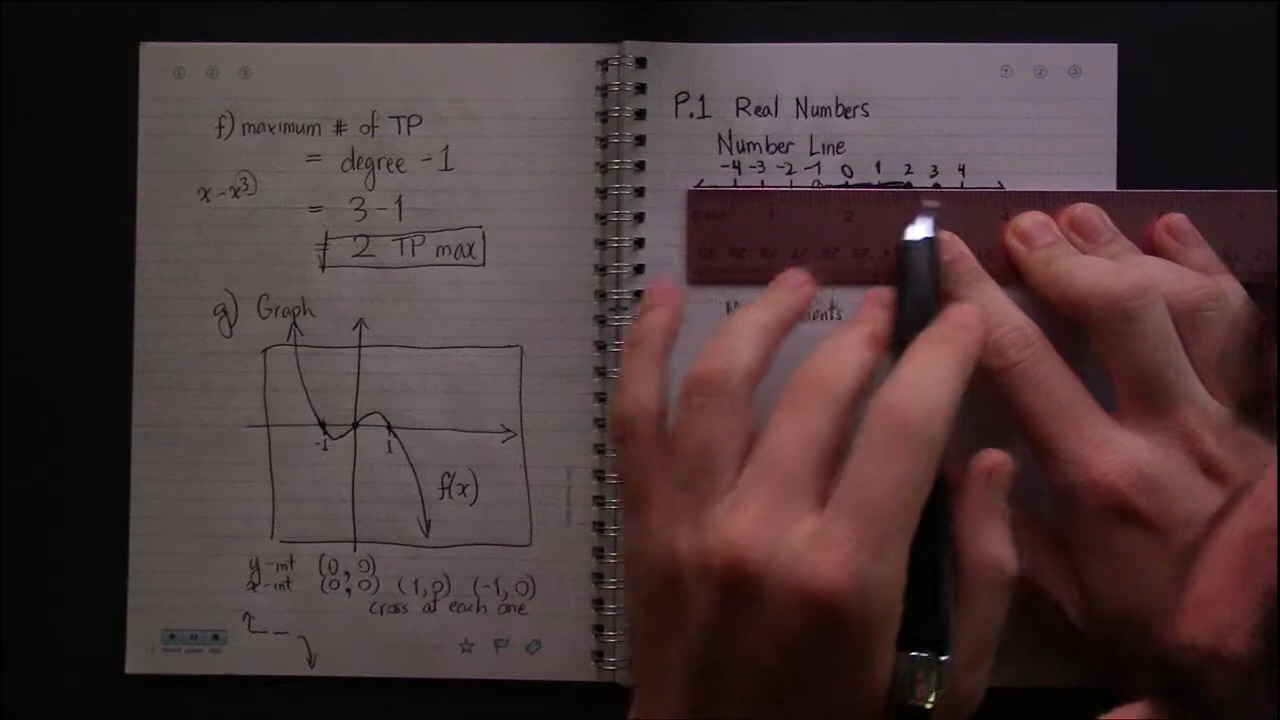 f) maximum # of TP
= degree -1
x - x³
= 3-1
= 2 TP max
g) Graph
-1
1
f(x)
y-int (0,0)
x-int (0,0) (1,0) (-1,0)
cross at each one
P.1 Real Numbers
Number Line
-4 -3 -2 -1 0 1 2 3 4
1 2